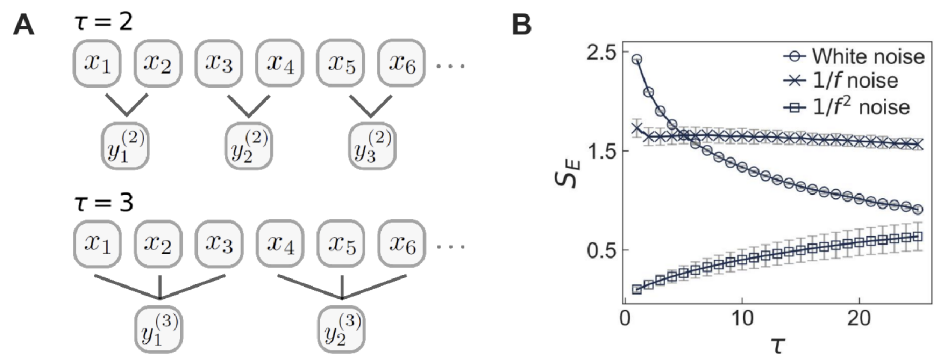 A
τ = 2
x₁ x₂ x₃ x₄ x₅ x₆ ...
y₁⁽²⁾ y₂⁽²⁾ y₃⁽²⁾
τ = 3
x₁ x₂ x₃ x₄ x₅ x₆ ...
y₁⁽³⁾ y₂⁽³⁾
B
2.5
1.5
0.5
S_E
White noise
1/f noise
1/f² noise
0 10 20
τ